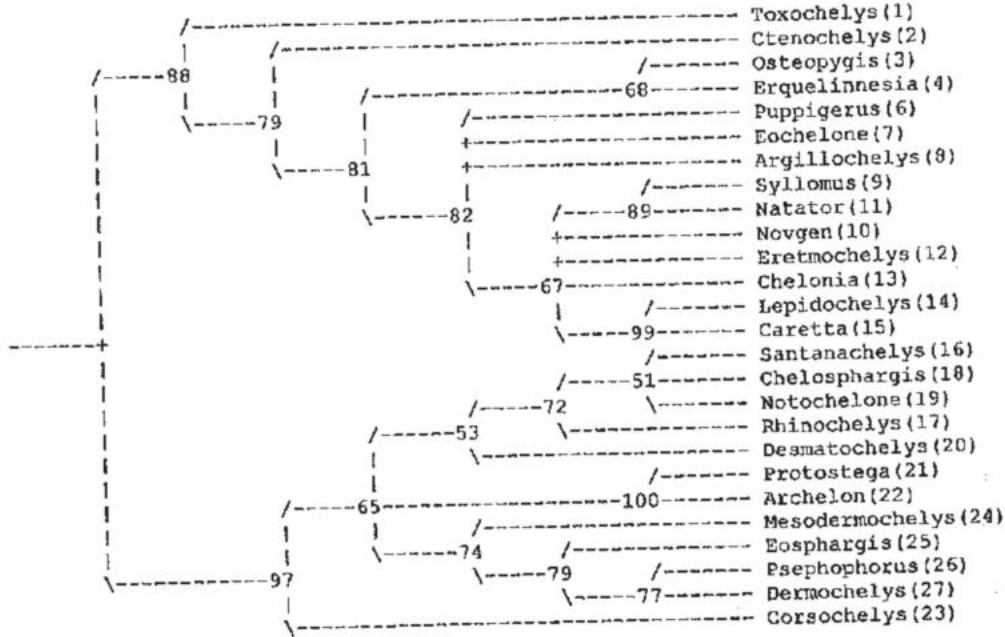 Toxochelys(1)
Ctenochelys(2)
88
Osteopygis(3)
68
Erquelinnesia(4)
79
Puppigerus(6)
Eochelone(7)
81
Argillochelys(8)
Syllomus(9)
82
89
Natator(11)
Novgen(10)
Eretmochelys(12)
67
Chelonia(13)
Lepidochelys(14)
99
Caretta(15)
Santanachelys(16)
51
Chelosphargis(18)
72
Notochelone(19)
53
Rhinochelys(17)
Desmatochelys(20)
Protostega(21)
65
100
Archelon(22)
Mesodermochelys(24)
74
Eosphargis(25)
97
79
Psephophorus(26)
77
Dermochelys(27)
Corsochelys(23)